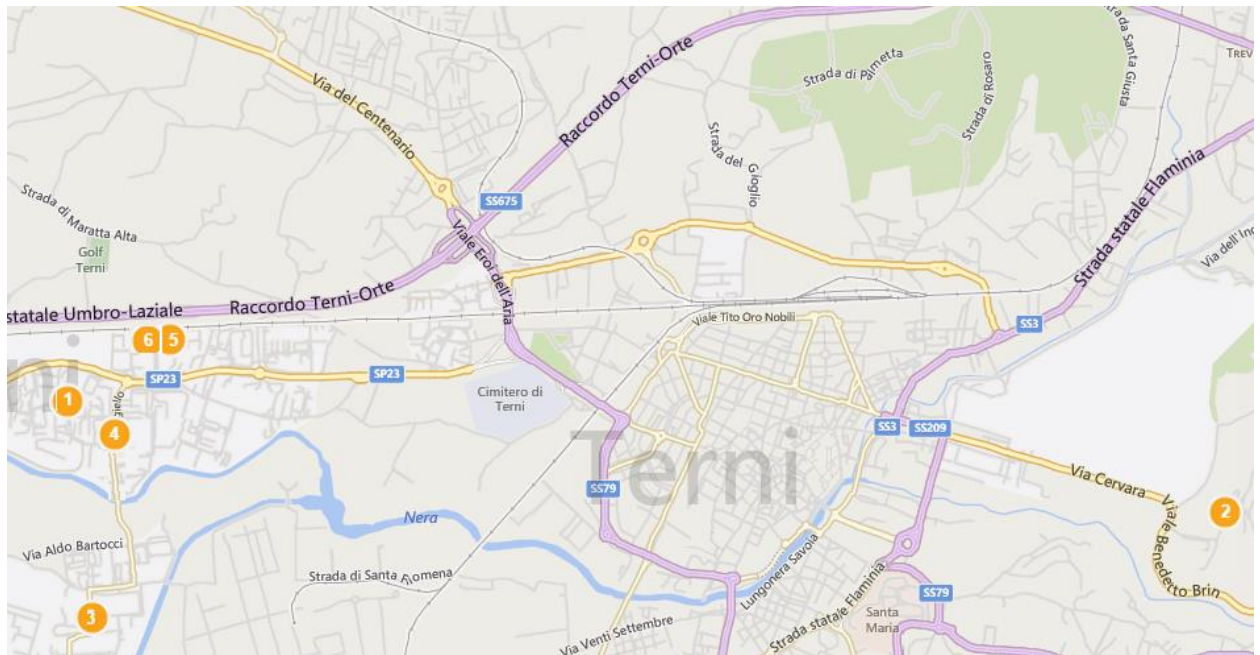 Strada Santa Giusta
TREV
Strada di Palmetta
Strada di Rosaro
Raccordo Terni-Orte
Via del Centenario
Strada del Gioglio
Strada statale Flaminia
Strada di Maratta Alta
SS675
Viale Eroi dell'Aria
Golf
Terni
Via dell'Inc
statale Umbro-Laziale
Raccordo Terni-Orte
Viale Tito Oro Nobili
SS3
6
5
SP23
SP23
1
Cimitero di
Terni
4
SS3
SS209
Terni
Via Cervara
SS79
Nera
2
Viale Benederto Brin
Via Aldo Bartocci
Lungonera Savoia
Strada di Santa
SS79
3
Santa
Maria
Via Venti Settembre
Strada statale Flaminia